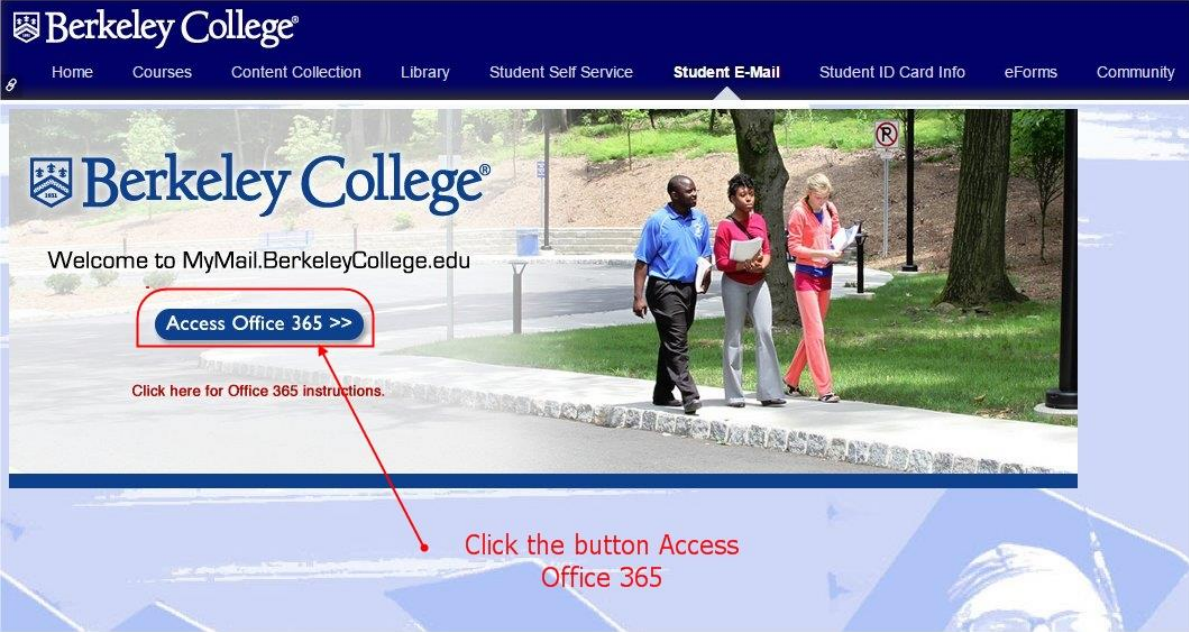 Berkeley College®
Home Courses Content Collection Library Student Self Service Student E-Mail Student ID Card Info eForms Community
Berkeley College®
Welcome to MyMail.BerkeleyCollege.edu
Access Office 365 >>
Click here for Office 365 instructions.
Click the button Access
Office 365